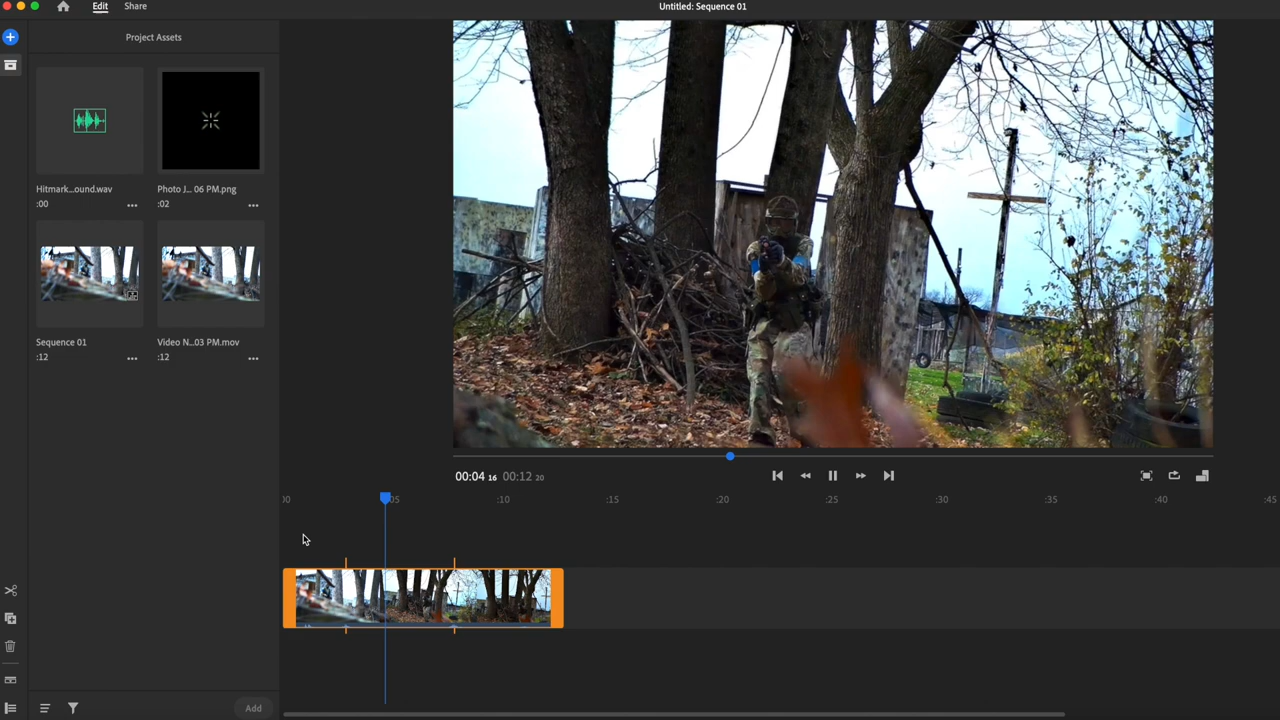 Edit Share Untitled: Sequence 01
Project Assets
Hitmark...ound.wav Photo J... 06 PM.png
:00 :02
Sequence 01 Video N...03 PM.mov
:12 :12
00:04 16 00:12 20
00 :05 :10 :15 :20 :25 :30 :35 :40 :45
Add